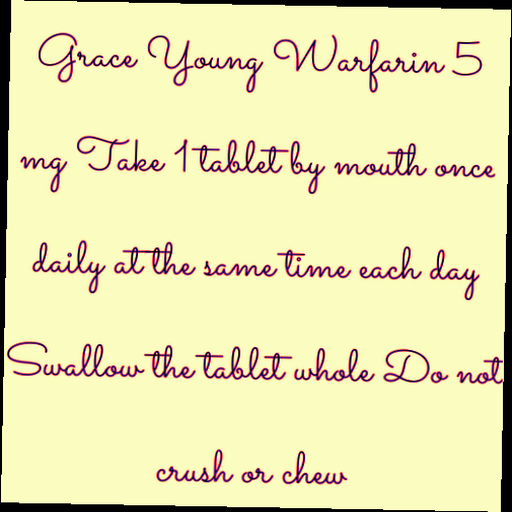 Grace Young Warfarin 5
mg Take 1 tablet by mouth once
daily at the same time each day
Swallow the tablet whole Do not
crush or chew